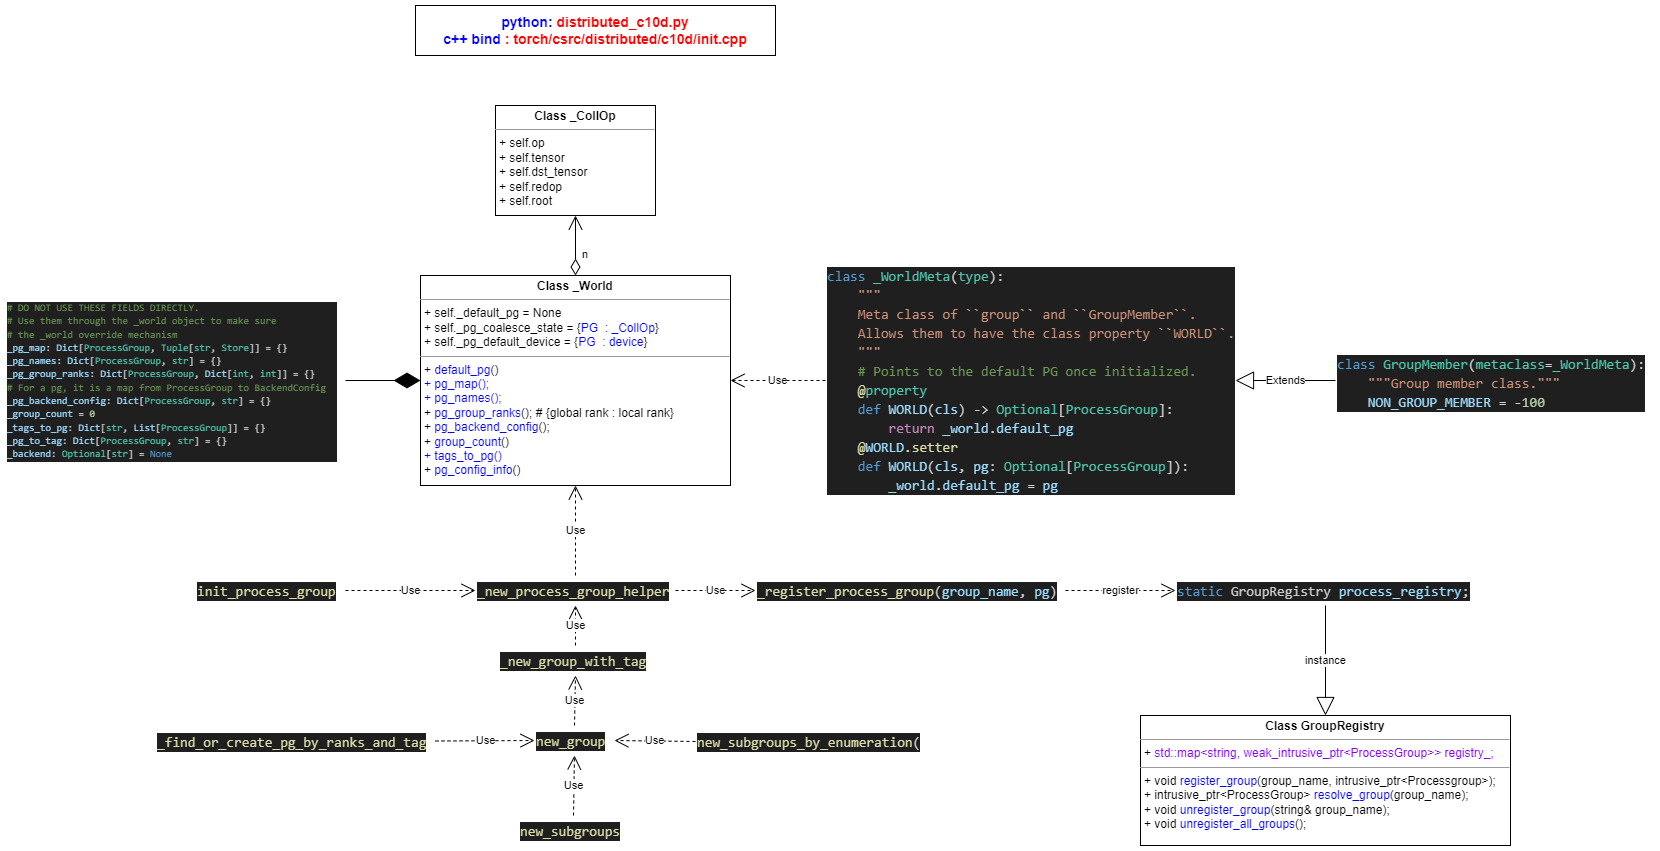 python: distributed_c10d.py
c++ bind : torch/csrc/distributed/c10d/init.cpp
Class _CollOp
+ self.op
+ self.tensor
+ self.dst_tensor
+ self.redop
+ self.root
n
Class _World
+ self._default_pg = None
+ self._pg_coalesce_state = {PG : _CollOp}
+ self._pg_default_device = {PG : device}
+ default_pg()
+ pg_map();
+ pg_names();
+ pg_group_ranks(); # {global rank : local rank}
+ pg_backend_config();
+ group_count()
+ tags_to_pg()
+ pg_config_info()
# DO NOT USE THESE FIELDS DIRECTLY.
# Use them through the _world object to make sure
# the _world override mechanism
_pg_map: Dict[ProcessGroup, Tuple[str, Store]] = {}
_pg_names: Dict[ProcessGroup, str] = {}
_pg_group_ranks: Dict[ProcessGroup, Dict[int, int]] = {}
# For a pg, it is a map from ProcessGroup to BackendConfig
_pg_backend_config: Dict[ProcessGroup, str] = {}
_group_count = 0
_tags_to_pg: Dict[str, List[ProcessGroup]] = {}
_pg_to_tag: Dict[ProcessGroup, str] = {}
_backend: Optional[str] = None
Use
class _WorldMeta(type):
"""
Meta class of ``group`` and ``GroupMember``.
Allows them to have the class property ``WORLD``.
"""
# Points to the default PG once initialized.
@property
def WORLD(cls) -> Optional[ProcessGroup]:
return _world.default_pg
@WORLD.setter
def WORLD(cls, pg: Optional[ProcessGroup]):
_world.default_pg = pg
Extends
class GroupMember(metaclass=_WorldMeta):
"""Group member class."""
NON_GROUP_MEMBER = -100
Use
init_process_group
Use
_new_process_group_helper
Use
_register_process_group(group_name, pg)
register
static GroupRegistry process_registry;
Use
_new_group_with_tag
instance
Use
_find_or_create_pg_by_ranks_and_tag
Use
new_group
Use
new_subgroups_by_enumeration(
Use
new_subgroups
Class GroupRegistry
+ std::map<string, weak_intrusive_ptr<ProcessGroup>> registry_;
+ void register_group(group_name, intrusive_ptr<Processgroup>);
+ intrusive_ptr<ProcessGroup> resolve_group(group_name);
+ void unregister_group(string& group_name);
+ void unregister_all_groups();